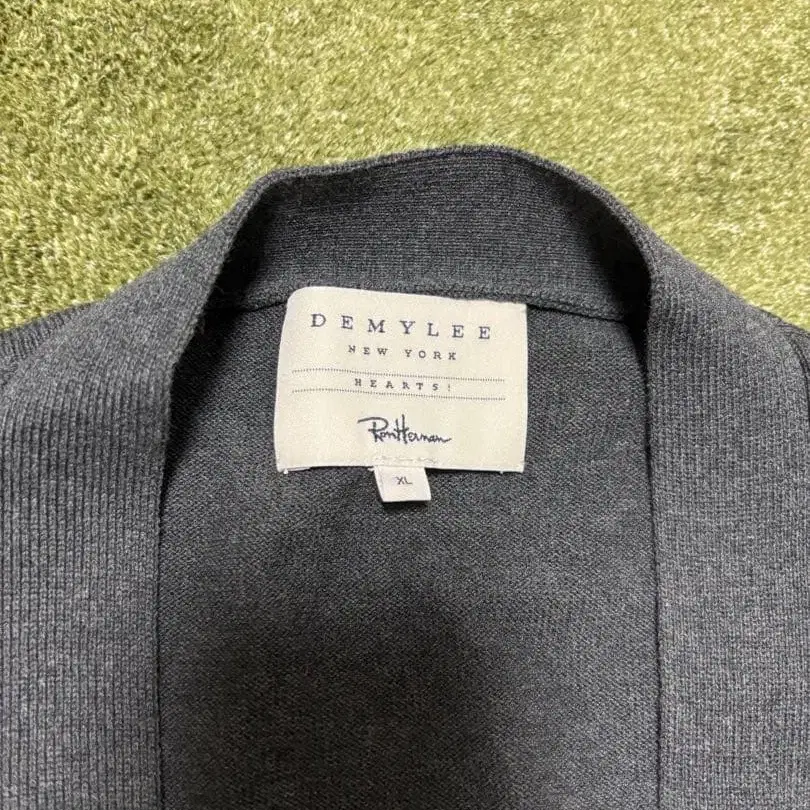 DEMYLEE
NEW YORK
HEARTS!
Ron Herman
XL